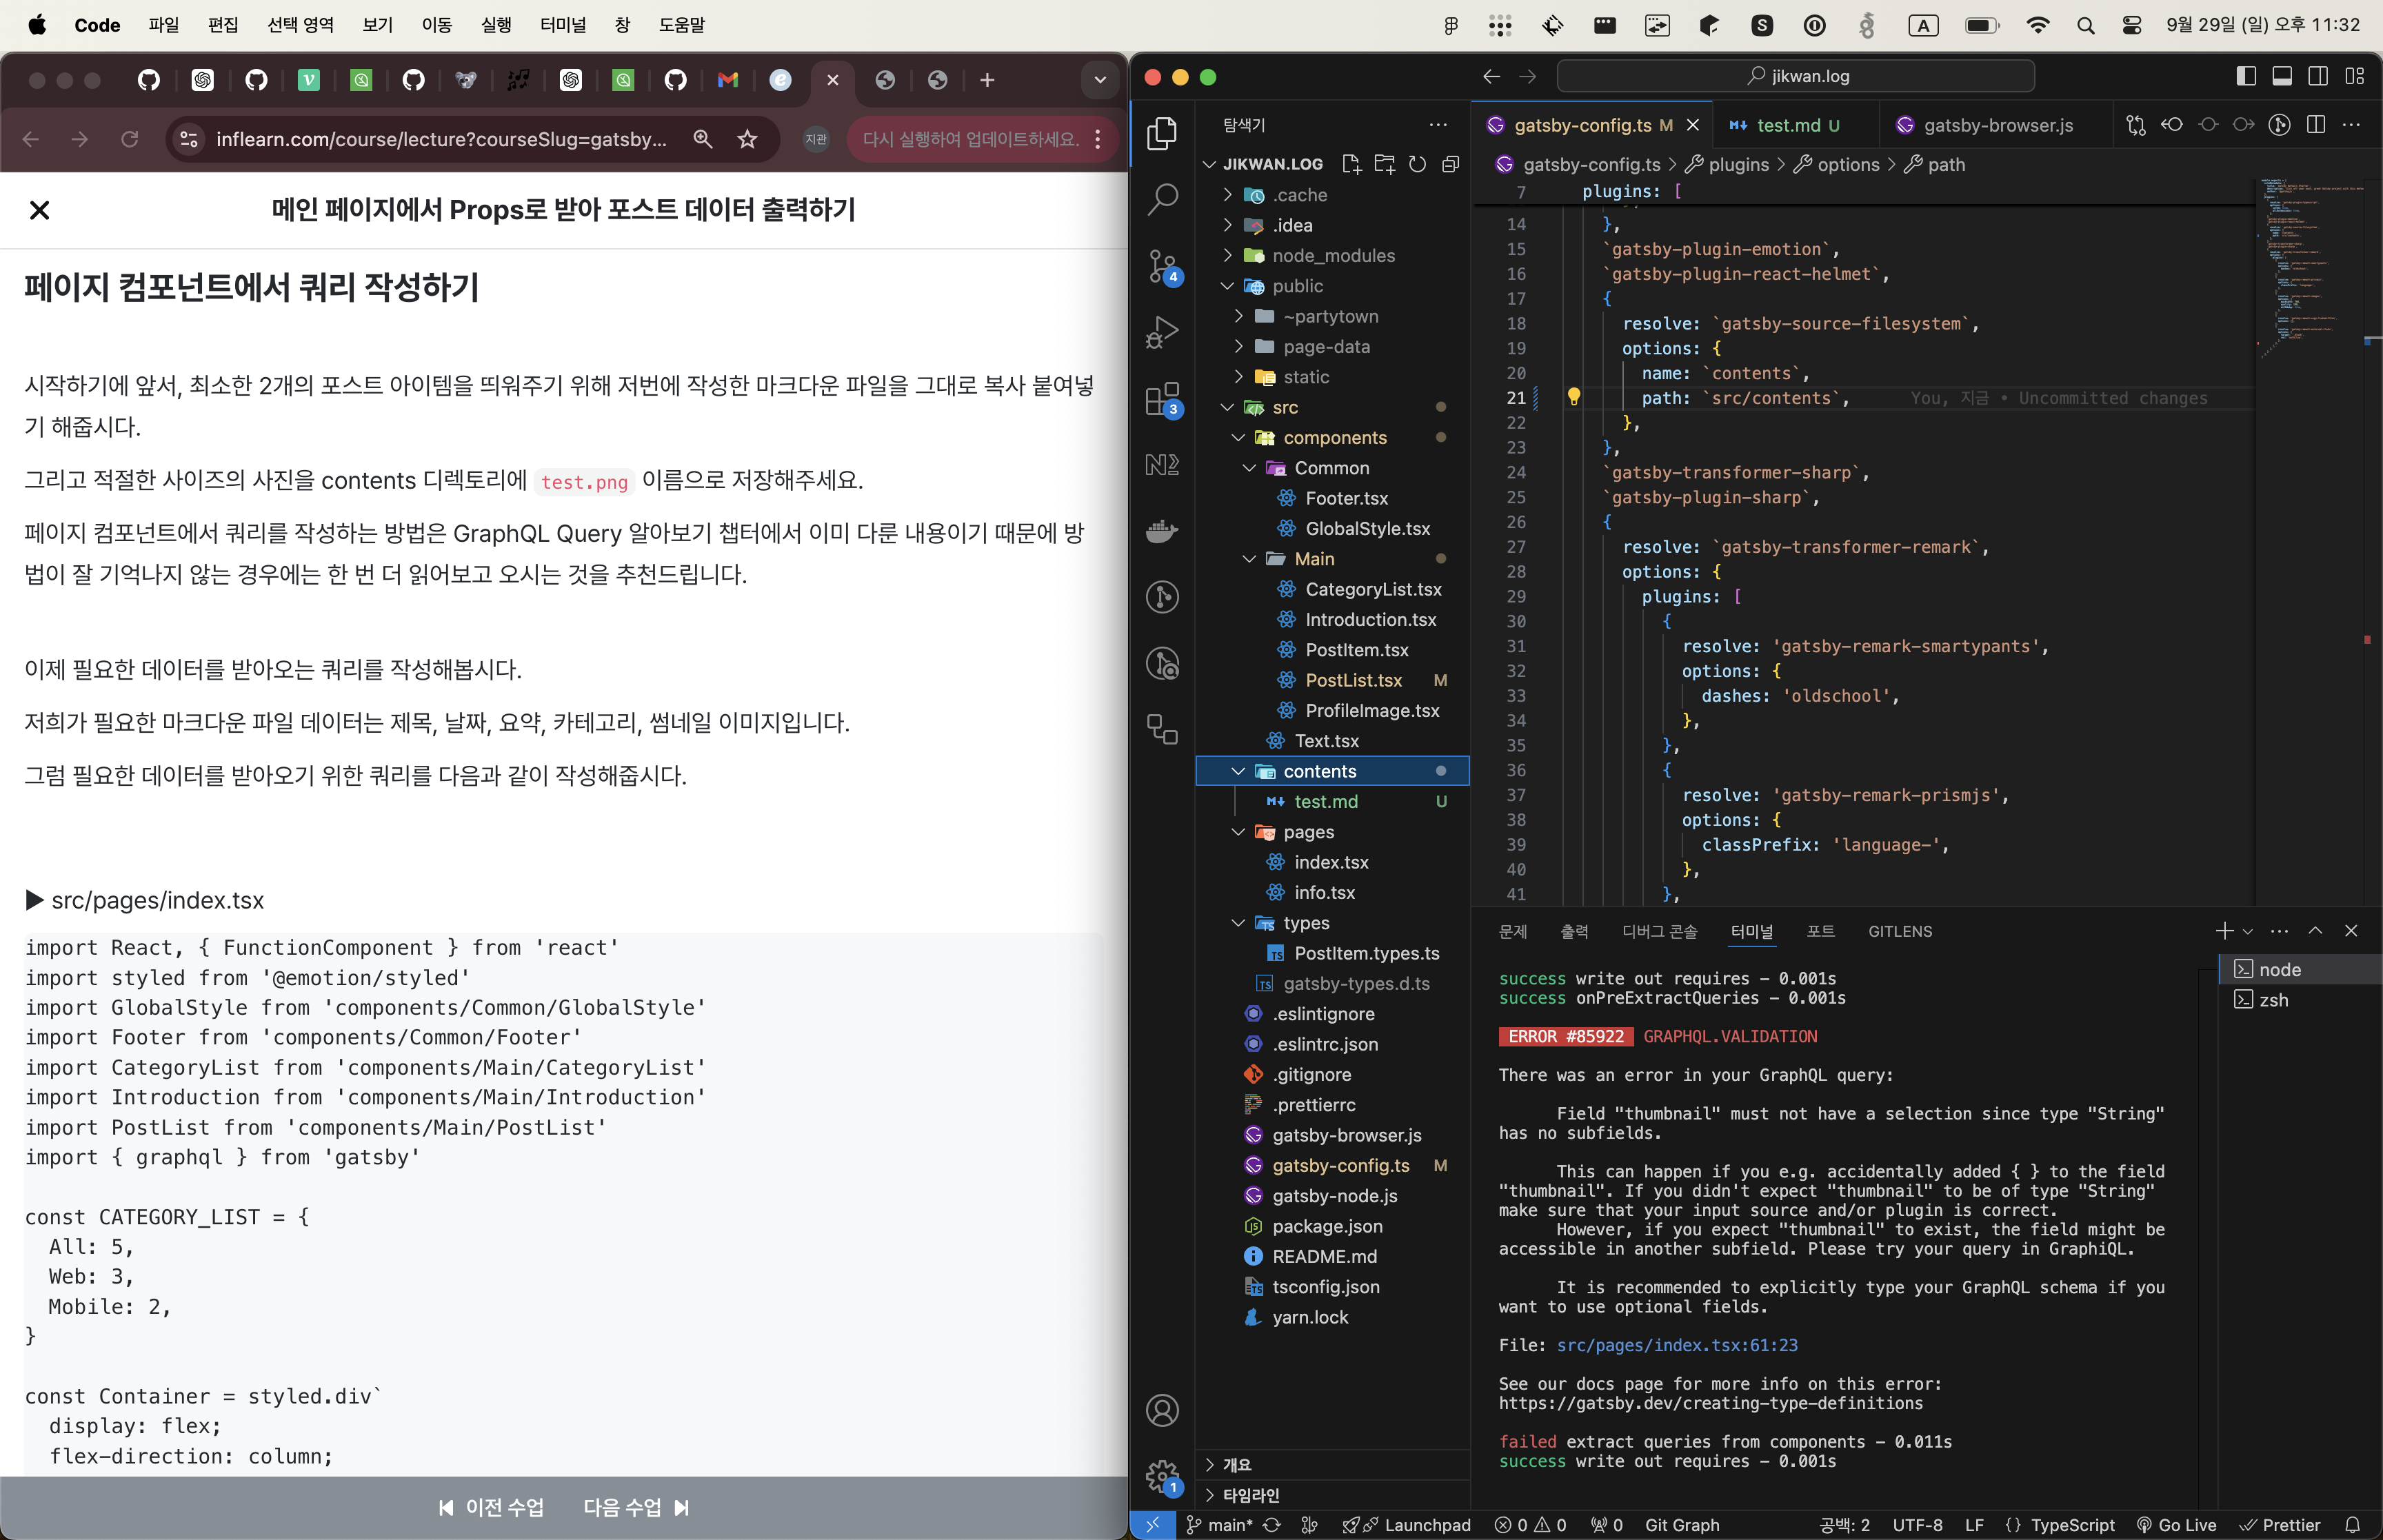 Code 파일 편집 선택 영역 보기 이동 실행 터미널 창 도움말
A 9월 29일 (일) 오후 11:32
inflearn.com/course/lecture?courseSlug=gatsby...
지관 다시 실행하여 업데이트하세요.
메인 페이지에서 Props로 받아 포스트 데이터 출력하기
페이지 컴포넌트에서 쿼리 작성하기
시작하기에 앞서, 최소한 2개의 포스트 아이템을 띄워주기 위해 저번에 작성한 마크다운 파일을 그대로 복사 붙여넣
기 해줍시다.
그리고 적절한 사이즈의 사진을 contents 디렉토리에 test.png 이름으로 저장해주세요.
페이지 컴포넌트에서 쿼리를 작성하는 방법은 GraphQL Query 알아보기 챕터에서 이미 다룬 내용이기 때문에 방
법이 잘 기억나지 않는 경우에는 한 번 더 읽어보고 오시는 것을 추천드립니다.
이제 필요한 데이터를 받아오는 쿼리를 작성해봅시다.
저희가 필요한 마크다운 파일 데이터는 제목, 날짜, 요약, 카테고리, 썸네일 이미지입니다.
그럼 필요한 데이터를 받아오기 위한 쿼리를 다음과 같이 작성해줍시다.
▶ src/pages/index.tsx
import React, { FunctionComponent } from 'react'
import styled from '@emotion/styled'
import GlobalStyle from 'components/Common/GlobalStyle'
import Footer from 'components/Common/Footer'
import CategoryList from 'components/Main/CategoryList'
import Introduction from 'components/Main/Introduction'
import PostList from 'components/Main/PostList'
import { graphql } from 'gatsby'
const CATEGORY_LIST = {
All: 5,
Web: 3,
Mobile: 2,
}
const Container = styled.div`
display: flex;
flex-direction: column;
이전 수업 다음 수업
jikwan.log
4
3
1
탐색기
JIKWAN.LOG
.cache
.idea
node_modules
public
~partytown
page-data
static
src
components
Common
Footer.tsx
GlobalStyle.tsx
Main
CategoryList.tsx
Introduction.tsx
PostItem.tsx
PostList.tsx M
ProfileImage.tsx
Text.tsx
contents
test.md U
pages
index.tsx
info.tsx
types
PostItem.types.ts
gatsby-types.d.ts
.eslintignore
.eslintrc.json
.gitignore
.prettierrc
gatsby-browser.js
gatsby-config.ts M
gatsby-node.js
package.json
README.md
tsconfig.json
yarn.lock
개요
타임라인
gatsby-config.ts M test.md U gatsby-browser.js
gatsby-config.ts > plugins > options > path
7 plugins: [
14 },
15 `gatsby-plugin-emotion`,
16 `gatsby-plugin-react-helmet`,
17 {
18 resolve: `gatsby-source-filesystem`,
19 options: {
20 name: `contents`,
21 path: `src/contents`, You, 지금 • Uncommitted changes
22 },
23 },
24 `gatsby-transformer-sharp`,
25 `gatsby-plugin-sharp`,
26 {
27 resolve: `gatsby-transformer-remark`,
28 options: {
29 plugins: [
30 {
31 resolve: 'gatsby-remark-smartypants',
32 options: {
33 dashes: 'oldschool',
34 },
35 },
36 {
37 resolve: 'gatsby-remark-prismjs',
38 options: {
39 classPrefix: 'language-',
40 },
41 },
문제 출력 디버그 콘솔 터미널 포트 GITLENS
node
zsh
success write out requires - 0.001s
success onPreExtractQueries - 0.001s
ERROR #85922 GRAPHQL.VALIDATION
There was an error in your GraphQL query:
Field "thumbnail" must not have a selection since type "String"
has no subfields.
This can happen if you e.g. accidentally added { } to the field
"thumbnail". If you didn't expect "thumbnail" to be of type "String"
make sure that your input source and/or plugin is correct.
However, if you expect "thumbnail" to exist, the field might be
accessible in another subfield. Please try your query in GraphiQL.
It is recommended to explicitly type your GraphQL schema if you
want to use optional fields.
File: src/pages/index.tsx:61:23
See our docs page for more info on this error:
https://gatsby.dev/creating-type-definitions
failed extract queries from components - 0.011s
success write out requires - 0.001s
main* Launchpad 0 0 0 Git Graph 공백: 2 UTF-8 LF {} TypeScript Go Live Prettier